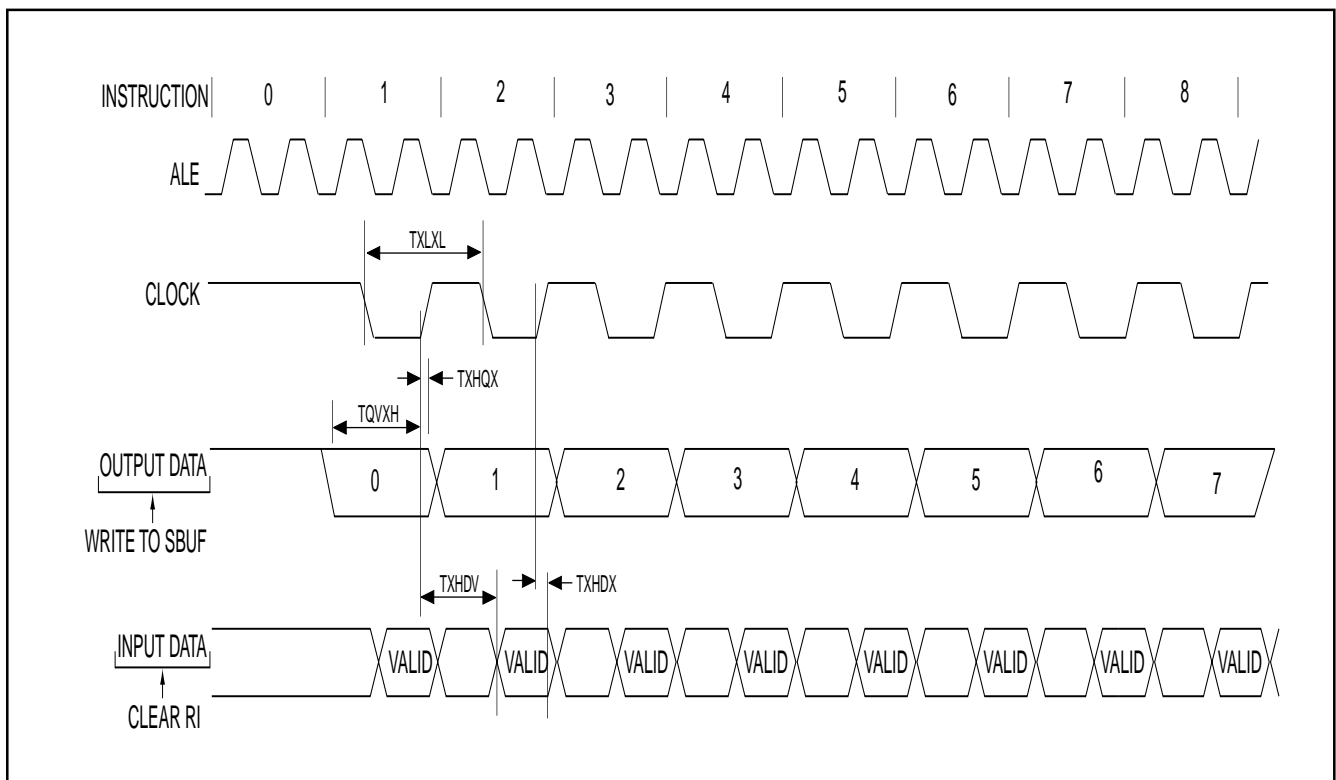 INSTRUCTION 0 1 2 3 4 5 6 7 8
ALE
TXLXL
CLOCK
TXHQX
TQVXH
OUTPUT DATA 0 1 2 3 4 5 6 7
WRITE TO SBUF
TXHDV TXHDX
INPUT DATA VALID VALID VALID VALID VALID VALID VALID VALID
CLEAR RI